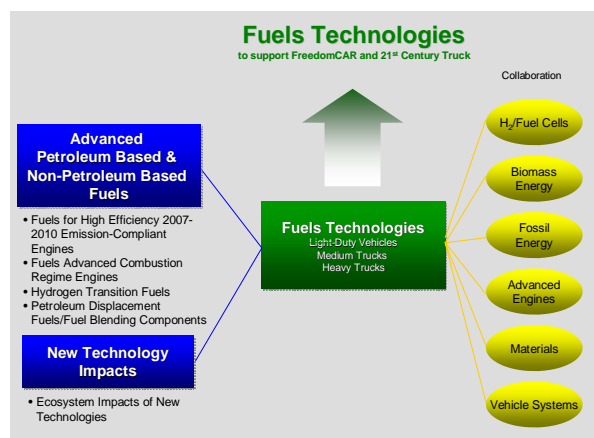 Fuels Technologies
to support FreedomCAR and 21st Century Truck
Collaboration
Advanced
Petroleum Based &
Non-Petroleum Based
Fuels
• Fuels for High Efficiency 2007-
2010 Emission-Compliant
Engines
• Fuels Advanced Combustion
Regime Engines
• Hydrogen Transition Fuels
• Petroleum Displacement
Fuels/Fuel Blending Components
New Technology
Impacts
• Ecosystem Impacts of New
Technologies
Fuels Technologies
Light-Duty Vehicles
Medium Trucks
Heavy Trucks
H2/Fuel Cells
Biomass
Energy
Fossil
Energy
Advanced
Engines
Materials
Vehicle Systems